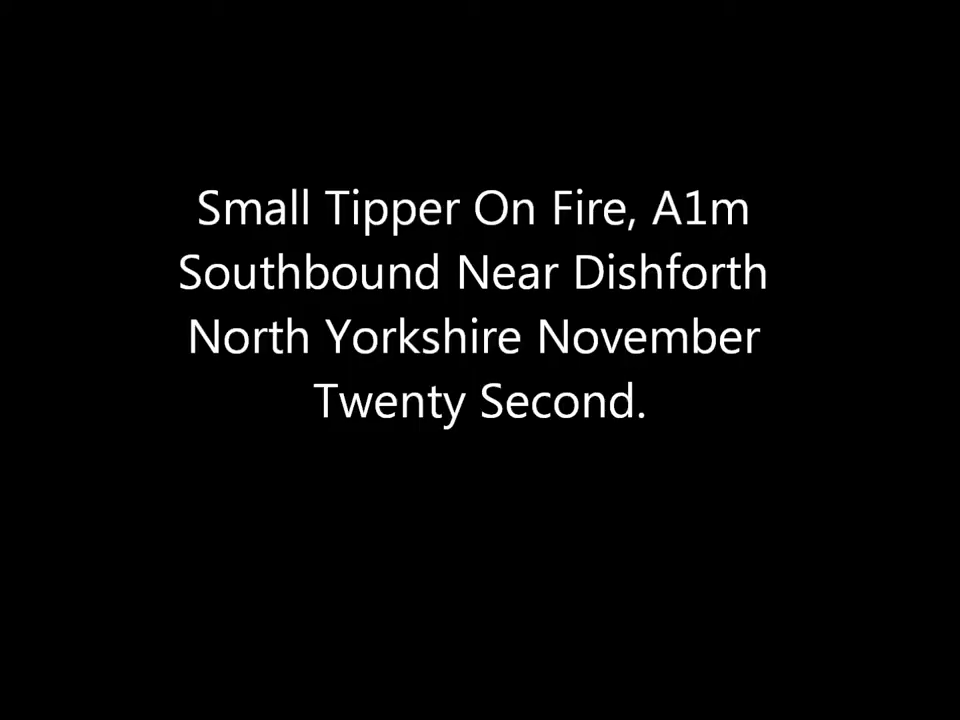 Small Tipper On Fire, A1m
Southbound Near Dishforth
North Yorkshire November
Twenty Second.